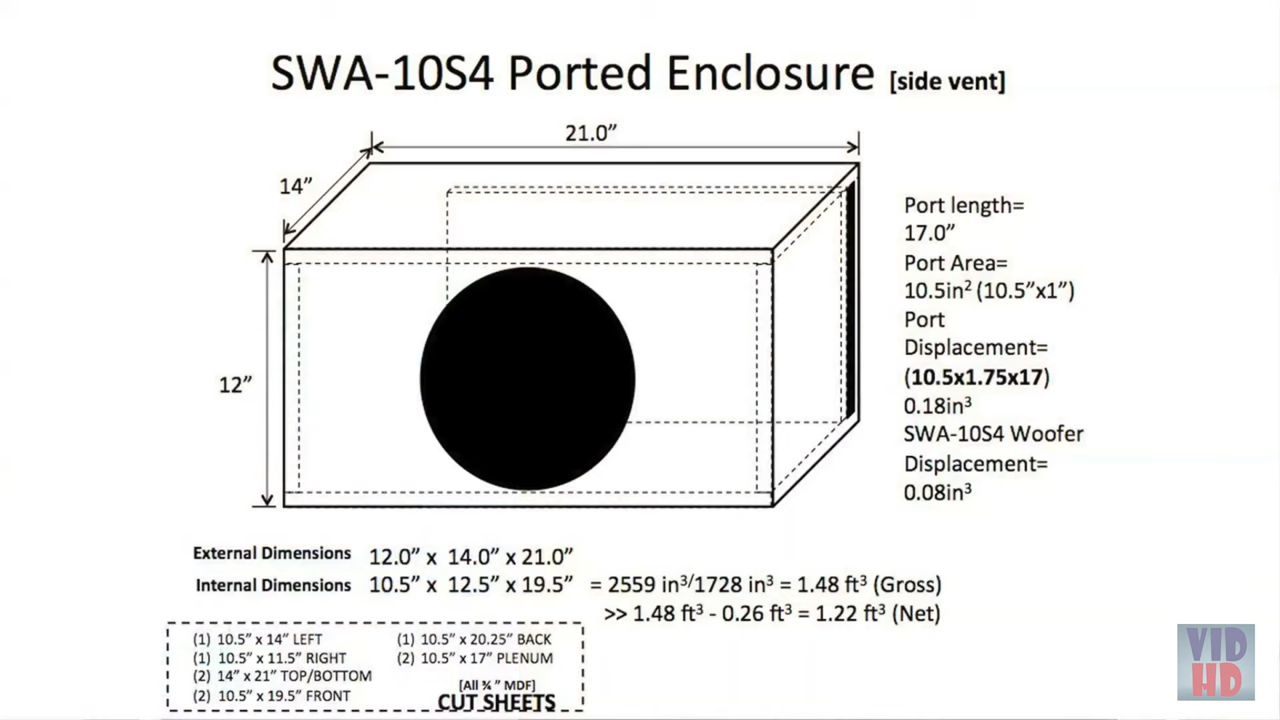 SWA-10S4 Ported Enclosure [side vent]
21.0”
14”
12”
Port length=
17.0”
Port Area=
10.5in² (10.5”x1”)
Port
Displacement=
(10.5x1.75x17)
0.18in³
SWA-10S4 Woofer
Displacement=
0.08in³
External Dimensions 12.0” x 14.0” x 21.0”
Internal Dimensions 10.5” x 12.5” x 19.5” = 2559 in³/1728 in³ = 1.48 ft³ (Gross)
>> 1.48 ft³ - 0.26 ft³ = 1.22 ft³ (Net)
(1) 10.5” x 14” LEFT
(1) 10.5” x 11.5” RIGHT
(2) 14” x 21” TOP/BOTTOM
(2) 10.5” x 19.5” FRONT
(1) 10.5” x 20.25” BACK
(2) 10.5” x 17” PLENUM
[All ¾ ” MDF]
CUT SHEETS
VID
HD